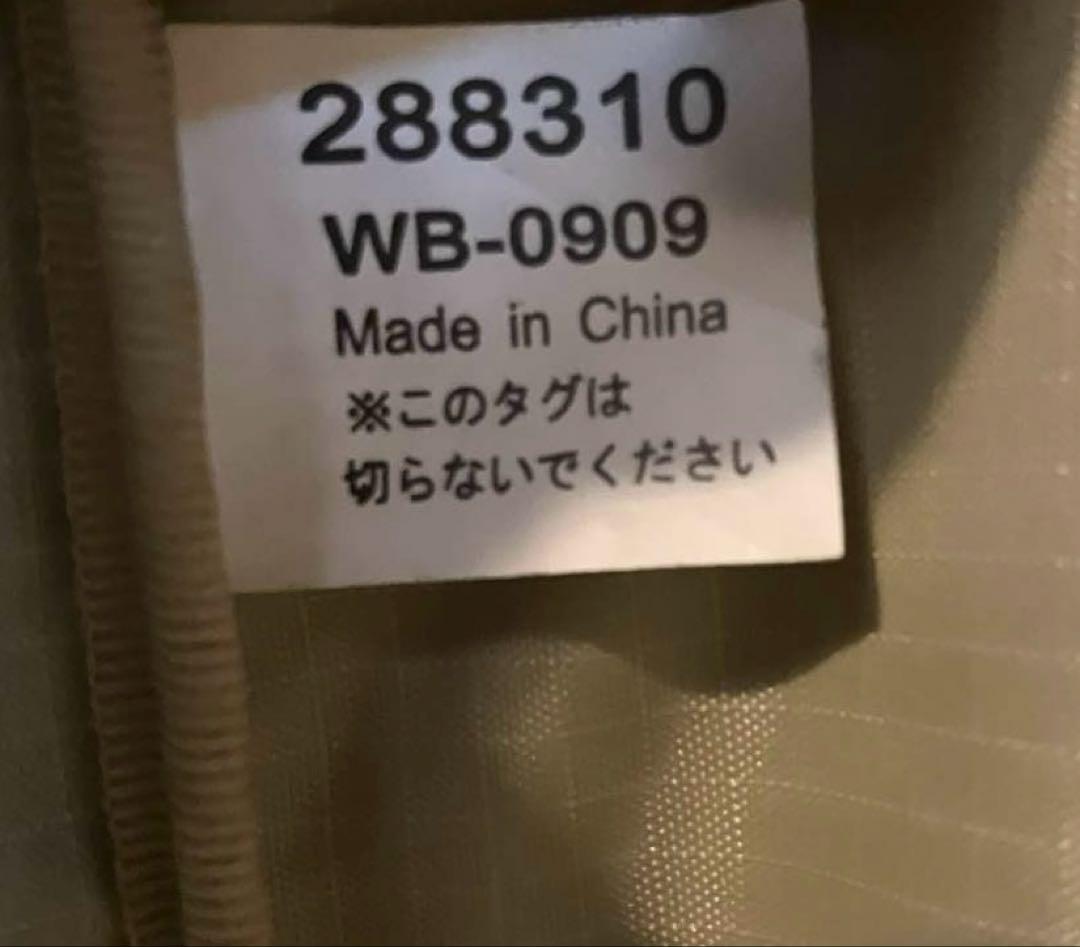 288310
WB-0909
Made in China
※このタグは
切らないでください